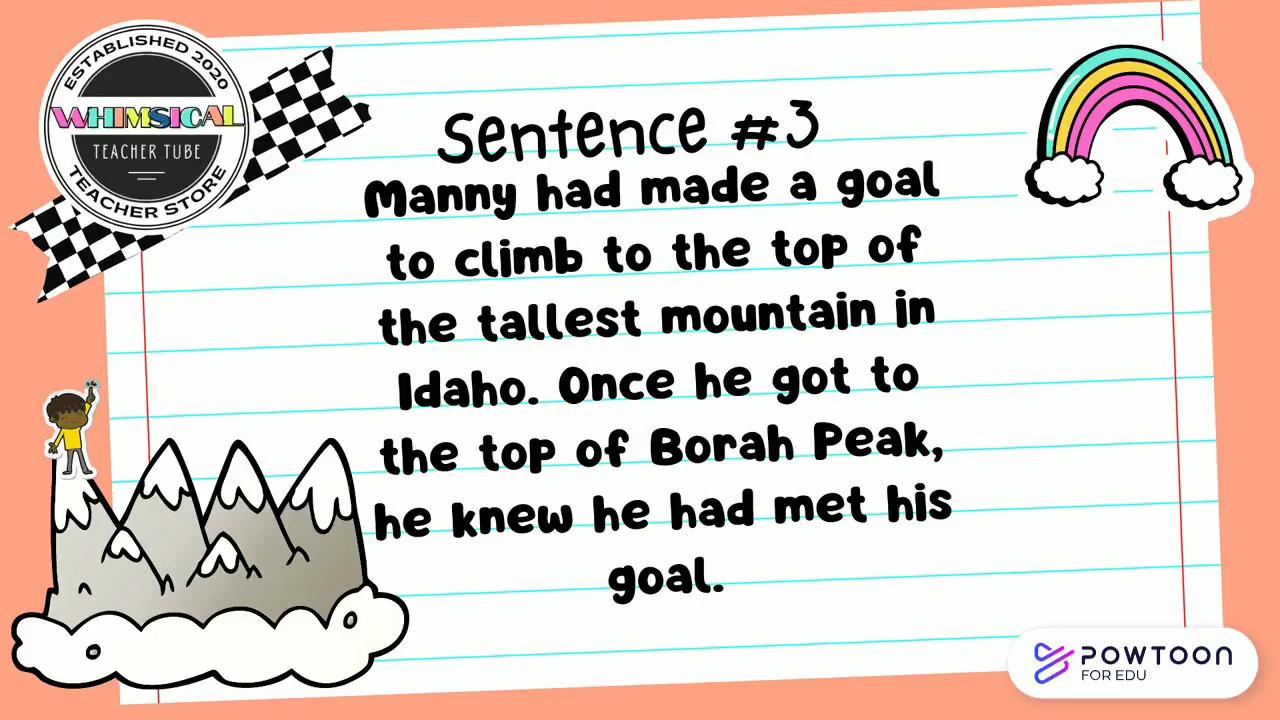 ESTABLISHED 2020
WHIMSICAL
TEACHER TUBE
TEACHER STORE
Sentence #3
Manny had made a goal
to climb to the top of
the tallest mountain in
Idaho. Once he got to
the top of Borah Peak,
he knew he had met his
goal.
POWTOON
FOR EDU